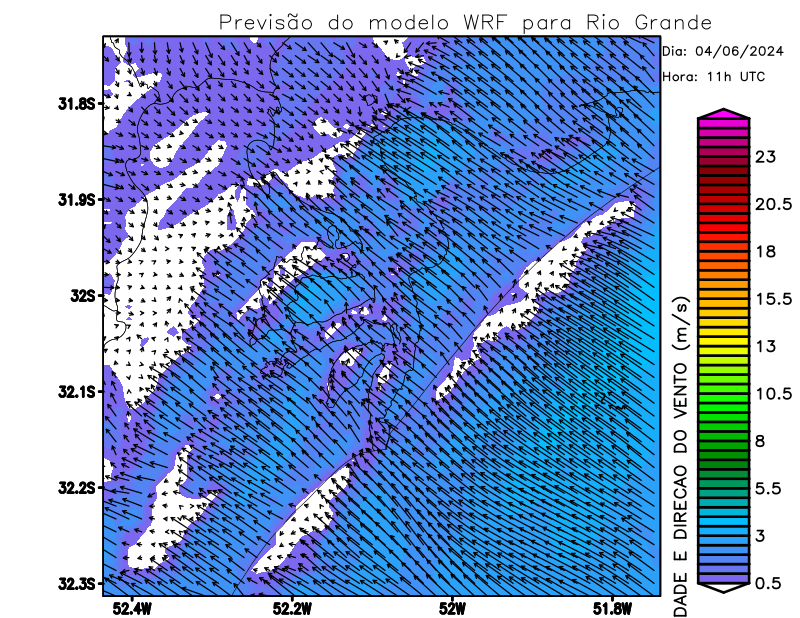 Previsão do modelo WRF para Rio Grande
Dia: 04/06/2024
Hora: 11h UTC
31.8S
31.9S
32S
32.1S
32.2S
32.3S
52.4W
52.2W
52W
51.8W
DADE E DIRECAO DO VENTO (m/s)
23
20.5
18
15.5
13
10.5
8
5.5
3
0.5